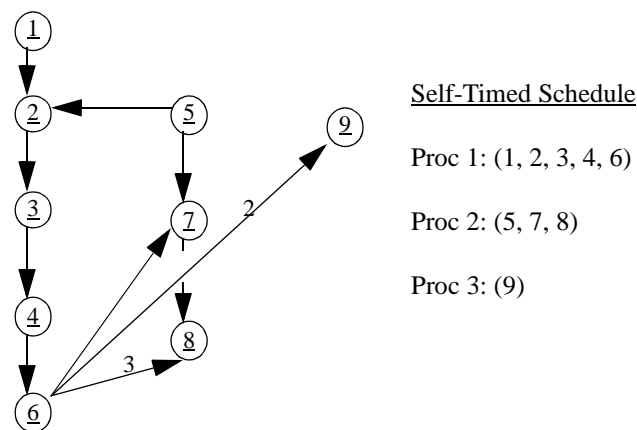 1
2
5
9
Self-Timed Schedule
Proc 1: (1, 2, 3, 4, 6)
3
7
2
Proc 2: (5, 7, 8)
Proc 3: (9)
4
8
3
6